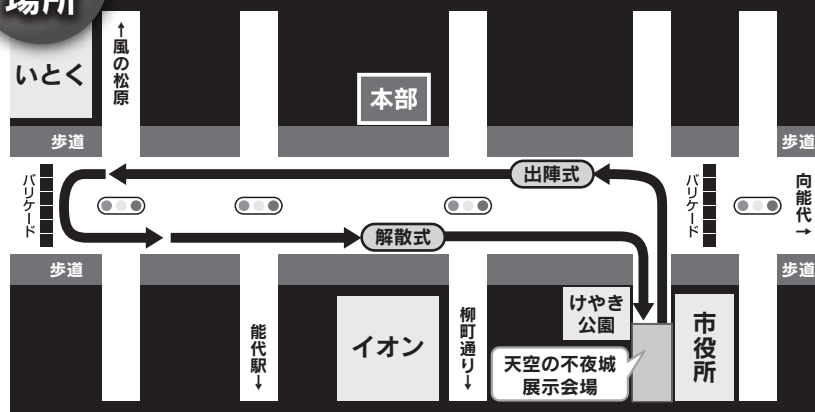 場所
いとく
↑風の松原
本部
歩道
歩道
バリケード
出陣式
バリケード
向能代→
解散式
歩道
歩道
能代駅→
イオン
柳町通り→
けやき
公園
天空の不夜城
展示会場
市役所